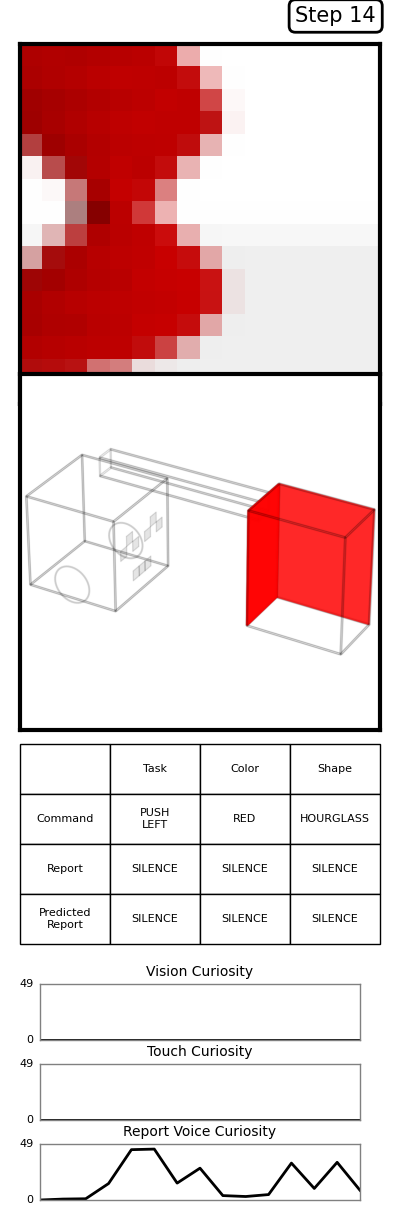 Step 14
Task Color Shape
Command PUSH LEFT RED HOURGLASS
Report SILENCE SILENCE SILENCE
Predicted Report SILENCE SILENCE SILENCE
Vision Curiosity
49
0
Touch Curiosity
49
0
Report Voice Curiosity
49
0